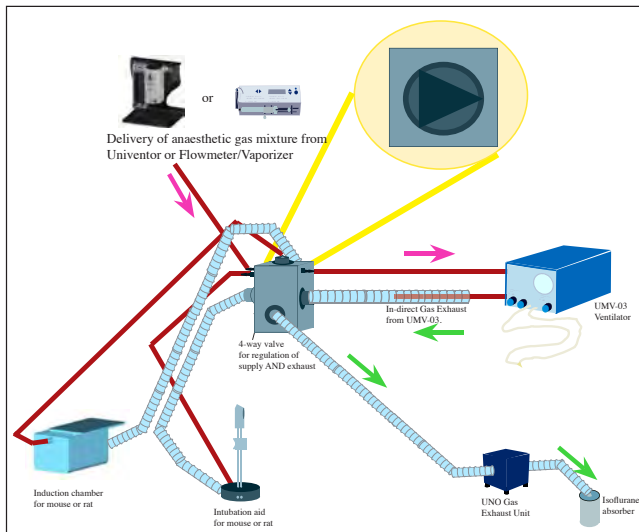 or
Delivery of anaesthetic gas mixture from
Univentor or Flowmeter/Vaporizer
In-direct Gas Exhaust
from UMV-03.
UMV-03
Ventilator
4-way valve
for regulation of
supply AND exhaust
Induction chamber
for mouse or rat
Intubation aid
for mouse or rat
UNO Gas
Exhaust Unit
Isoflurane
absorber